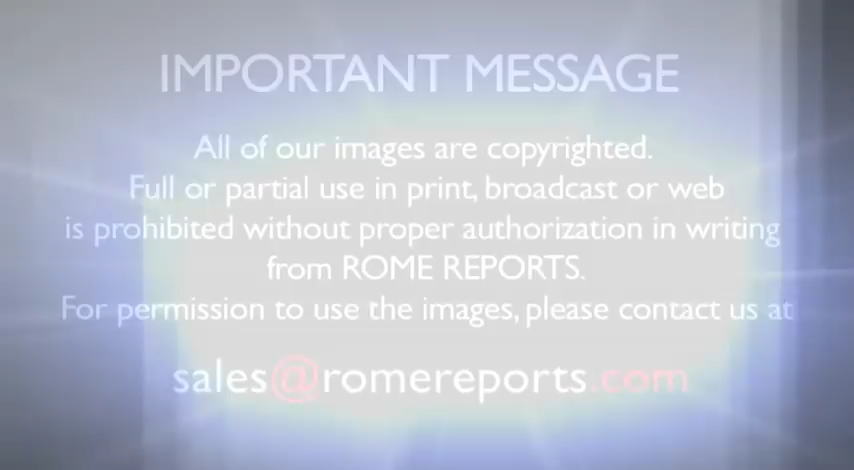 IMPORTANT MESSAGE
All of our images are copyrighted.
Full or partial use in print, broadcast or web
is prohibited without proper authorization in writing
from ROME REPORTS.
For permission to use the images, please contact us at
sales@romereports.com